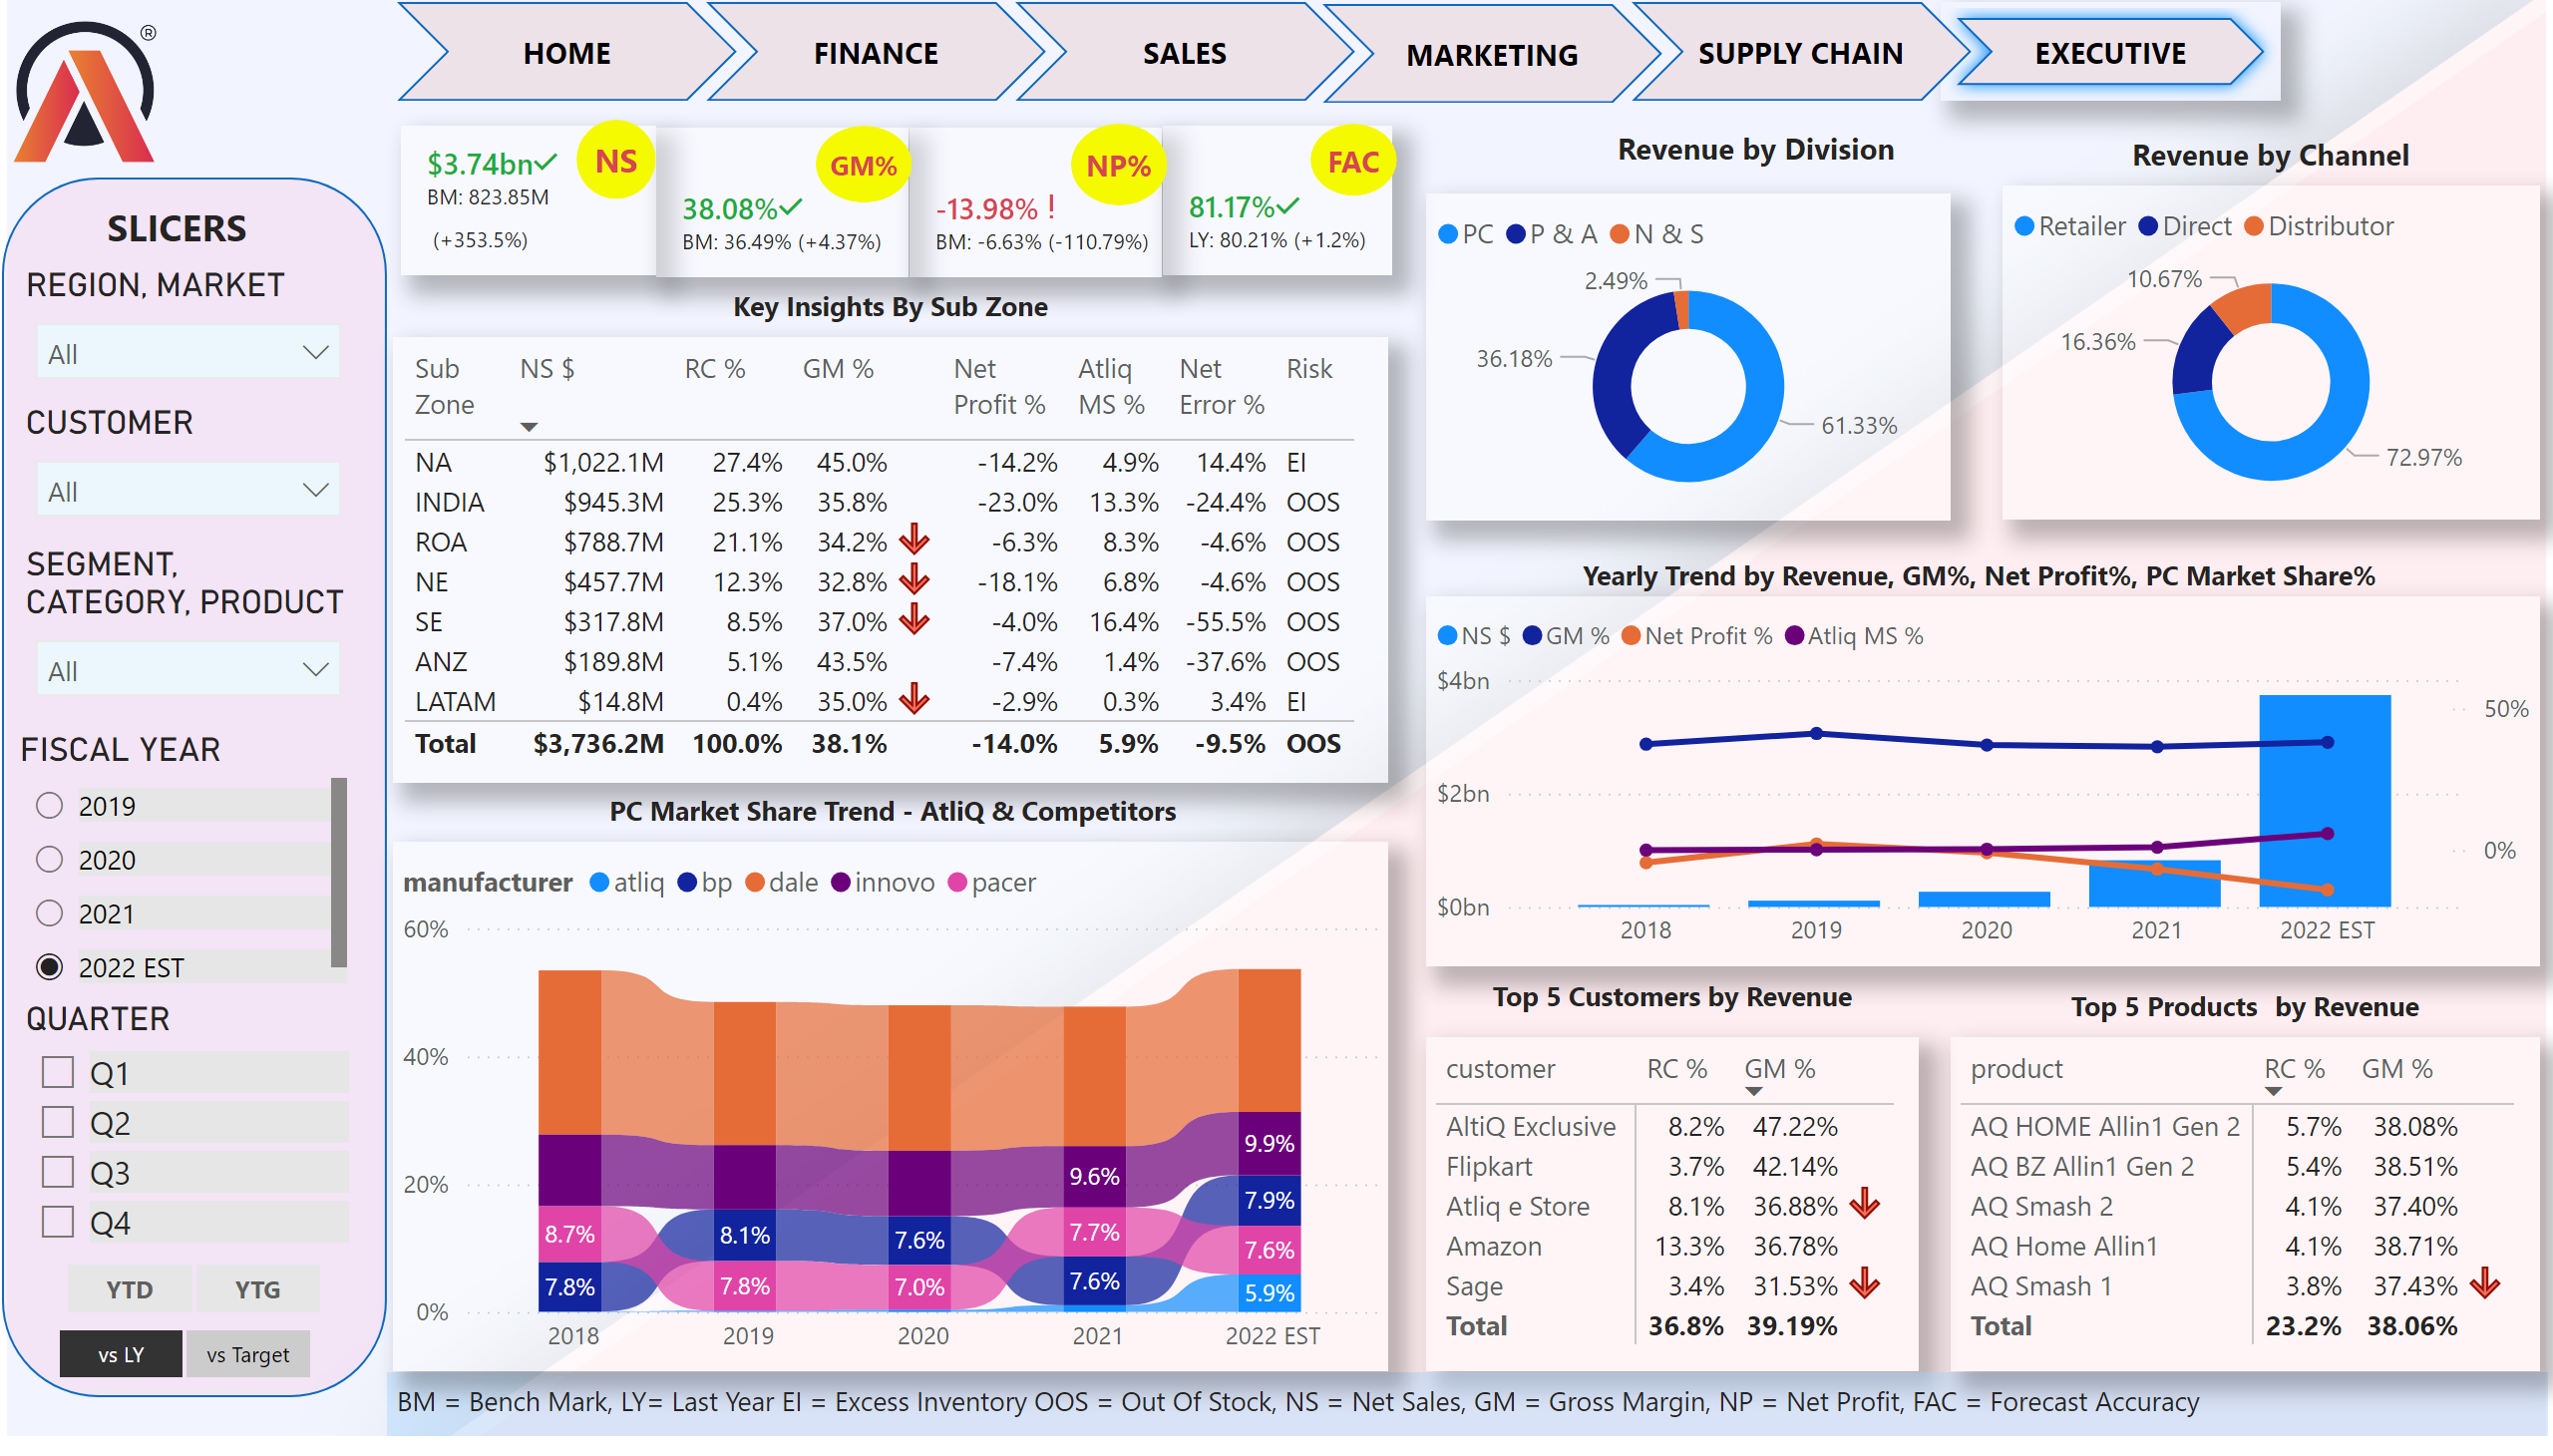 ®
HOME
FINANCE
SALES
MARKETING
SUPPLY CHAIN
EXECUTIVE
SLICERS
REGION, MARKET
All
CUSTOMER
All
SEGMENT,
CATEGORY, PRODUCT
All
FISCAL YEAR
2019
2020
2021
2022 EST
QUARTER
Q1
Q2
Q3
Q4
YTD YTG
vs LY vs Target
$3.74bn NS
BM: 823.85M
(+353.5%)
GM%
38.08%
BM: 36.49% (+4.37%)
NP%
-13.98% !
BM: -6.63% (-110.79%)
FAC
81.17%
LY: 80.21% (+1.2%)
Key Insights By Sub Zone
Sub Zone NS $ RC % GM % Net Profit % Atliq MS % Net Error % Risk
NA $1,022.1M 27.4% 45.0% -14.2% 4.9% 14.4% EI
INDIA $945.3M 25.3% 35.8% -23.0% 13.3% -24.4% OOS
ROA $788.7M 21.1% 34.2% -6.3% 8.3% -4.6% OOS
NE $457.7M 12.3% 32.8% -18.1% 6.8% -4.6% OOS
SE $317.8M 8.5% 37.0% -4.0% 16.4% -55.5% OOS
ANZ $189.8M 5.1% 43.5% -7.4% 1.4% -37.6% OOS
LATAM $14.8M 0.4% 35.0% -2.9% 0.3% 3.4% EI
Total $3,736.2M 100.0% 38.1% -14.0% 5.9% -9.5% OOS
PC Market Share Trend - AtliQ & Competitors
manufacturer atliq bp dale innovo pacer
60%
40%
20%
0%
8.7%
7.8%
8.1%
7.8%
7.6%
7.0%
9.6%
7.7%
7.6%
9.9%
7.9%
7.6%
5.9%
2018 2019 2020 2021 2022 EST
Revenue by Division
PC P & A N & S
2.49%
36.18%
61.33%
Revenue by Channel
Retailer Direct Distributor
10.67%
16.36%
72.97%
Yearly Trend by Revenue, GM%, Net Profit%, PC Market Share%
NS $ GM % Net Profit % Atliq MS %
$4bn
$2bn
$0bn
50%
0%
2018 2019 2020 2021 2022 EST
Top 5 Customers by Revenue
customer RC % GM %
AltiQ Exclusive 8.2% 47.22%
Flipkart 3.7% 42.14%
Atliq e Store 8.1% 36.88%
Amazon 13.3% 36.78%
Sage 3.4% 31.53%
Total 36.8% 39.19%
Top 5 Products by Revenue
product RC % GM %
AQ HOME Allin1 Gen 2 5.7% 38.08%
AQ BZ Allin1 Gen 2 5.4% 38.51%
AQ Smash 2 4.1% 37.40%
AQ Home Allin1 4.1% 38.71%
AQ Smash 1 3.8% 37.43%
Total 23.2% 38.06%
BM = Bench Mark, LY= Last Year EI = Excess Inventory OOS = Out Of Stock, NS = Net Sales, GM = Gross Margin, NP = Net Profit, FAC = Forecast Accuracy